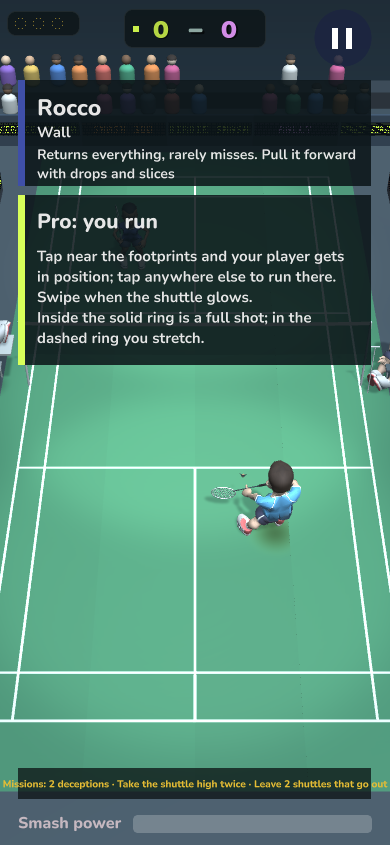 0 – 0
Rocco
Wall
Returns everything, rarely misses. Pull it forward
with drops and slices
Pro: you run
Tap near the footprints and your player gets
in position; tap anywhere else to run there.
Swipe when the shuttle glows.
Inside the solid ring is a full shot; in the
dashed ring you stretch.
Missions: 2 deceptions · Take the shuttle high twice · Leave 2 shuttles that go out
Smash power